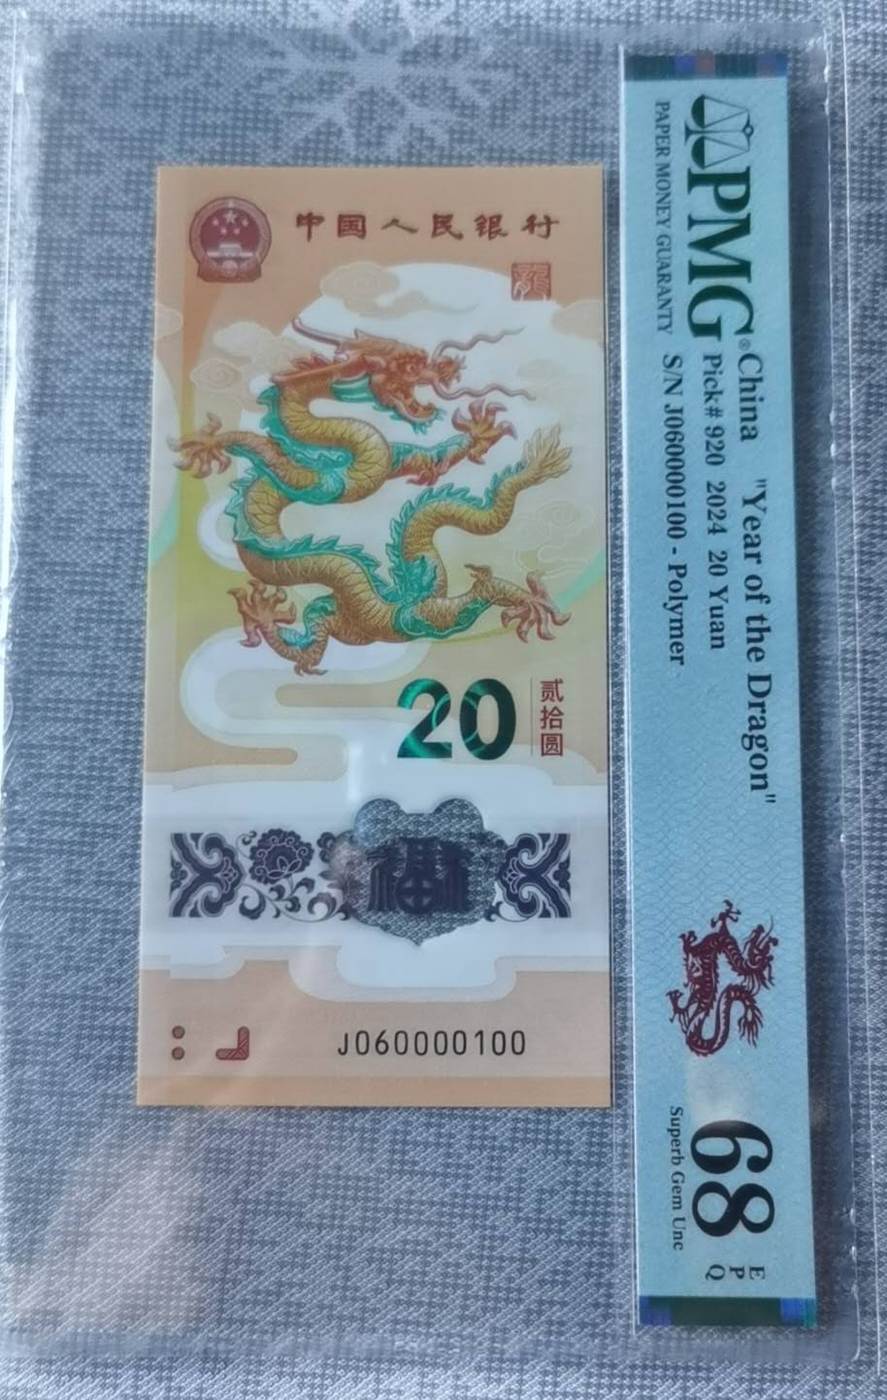 中国人民银行
龍
20
贰拾圆
福
J060000100
PMG®
PAPER MONEY GUARANTY
China "Year of the Dragon"
Pick# 920 2024 20 Yuan
S/N J060000100 - Polymer
68
EPQ
Superb Gem Unc